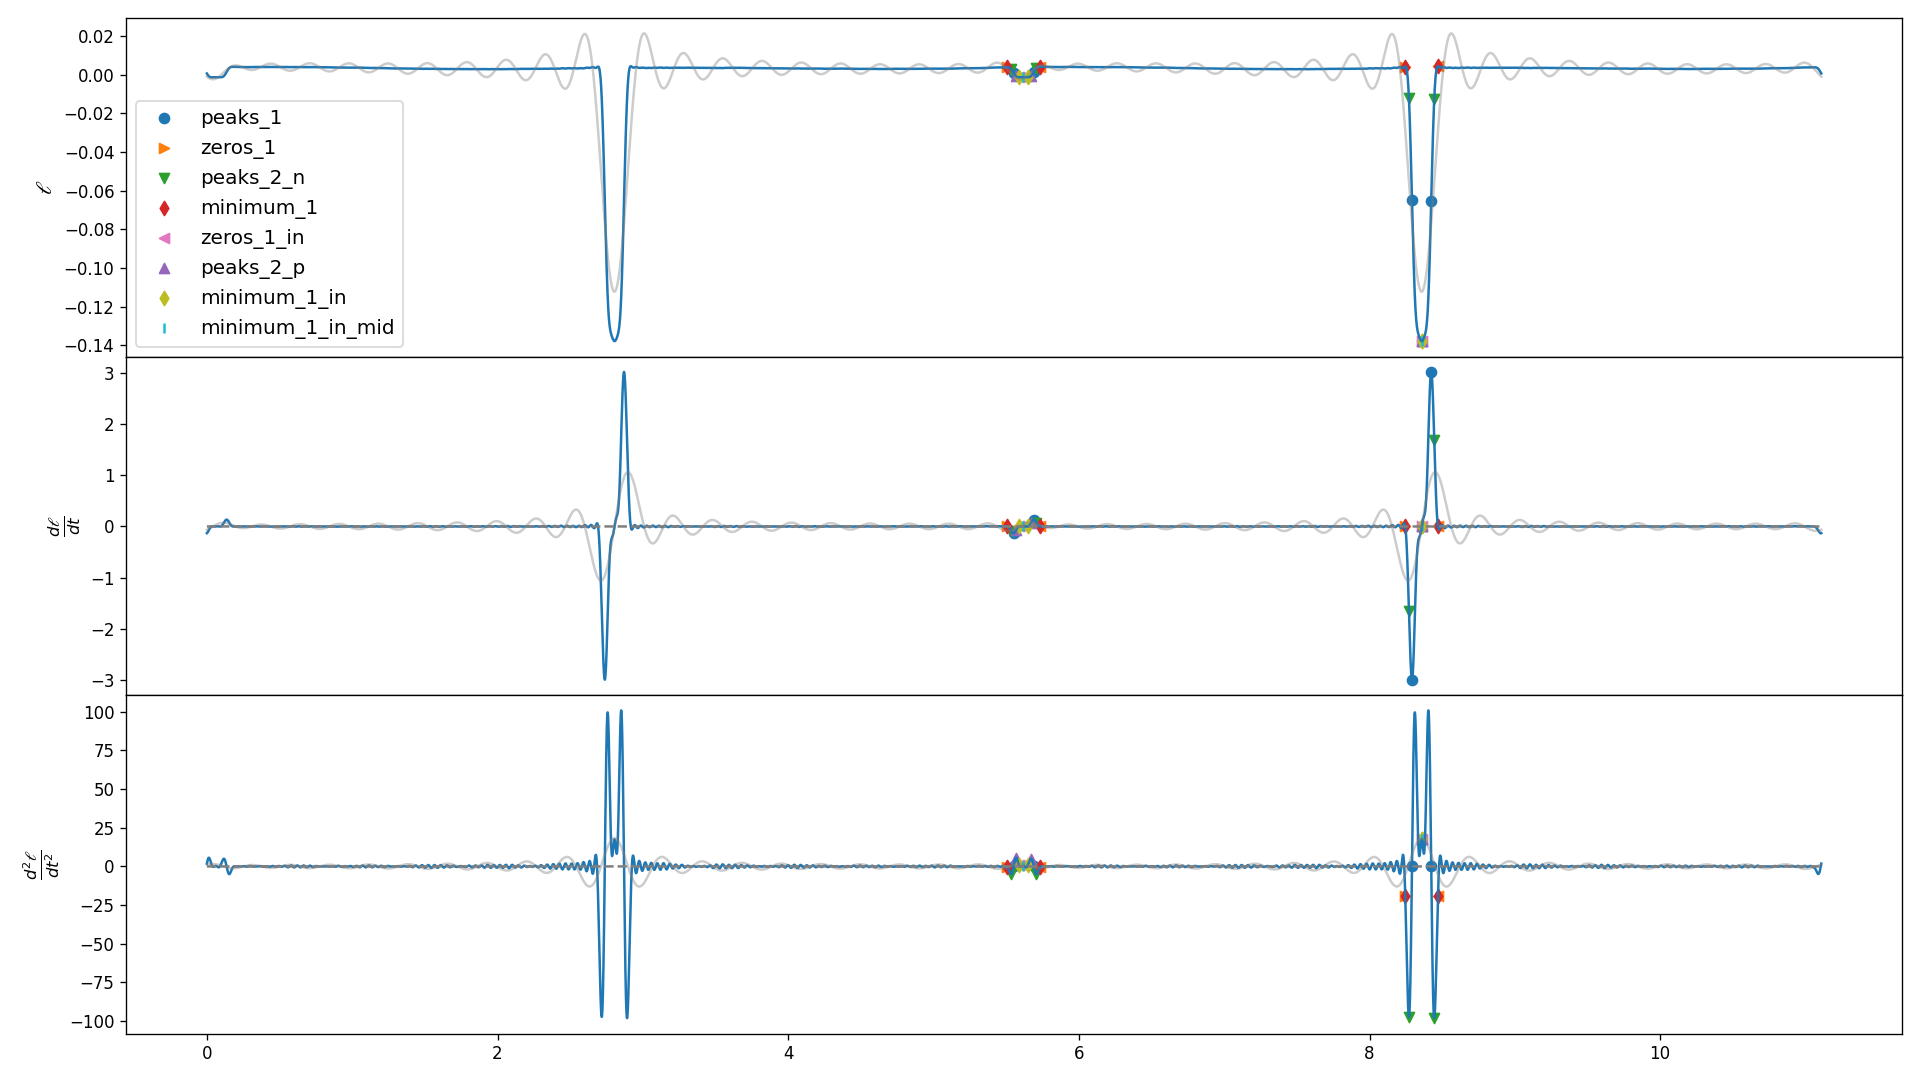 0.02
0.00
−0.02
−0.04
−0.06
−0.08
−0.10
−0.12
−0.14
ℓ
peaks_1
zeros_1
peaks_2_n
minimum_1
zeros_1_in
peaks_2_p
minimum_1_in
minimum_1_in_mid
3
2
1
0
−1
−2
−3
dℓ
dt
100
75
50
25
0
−25
−50
−75
−100
d²ℓ
dt²
0 2 4 6 8 10